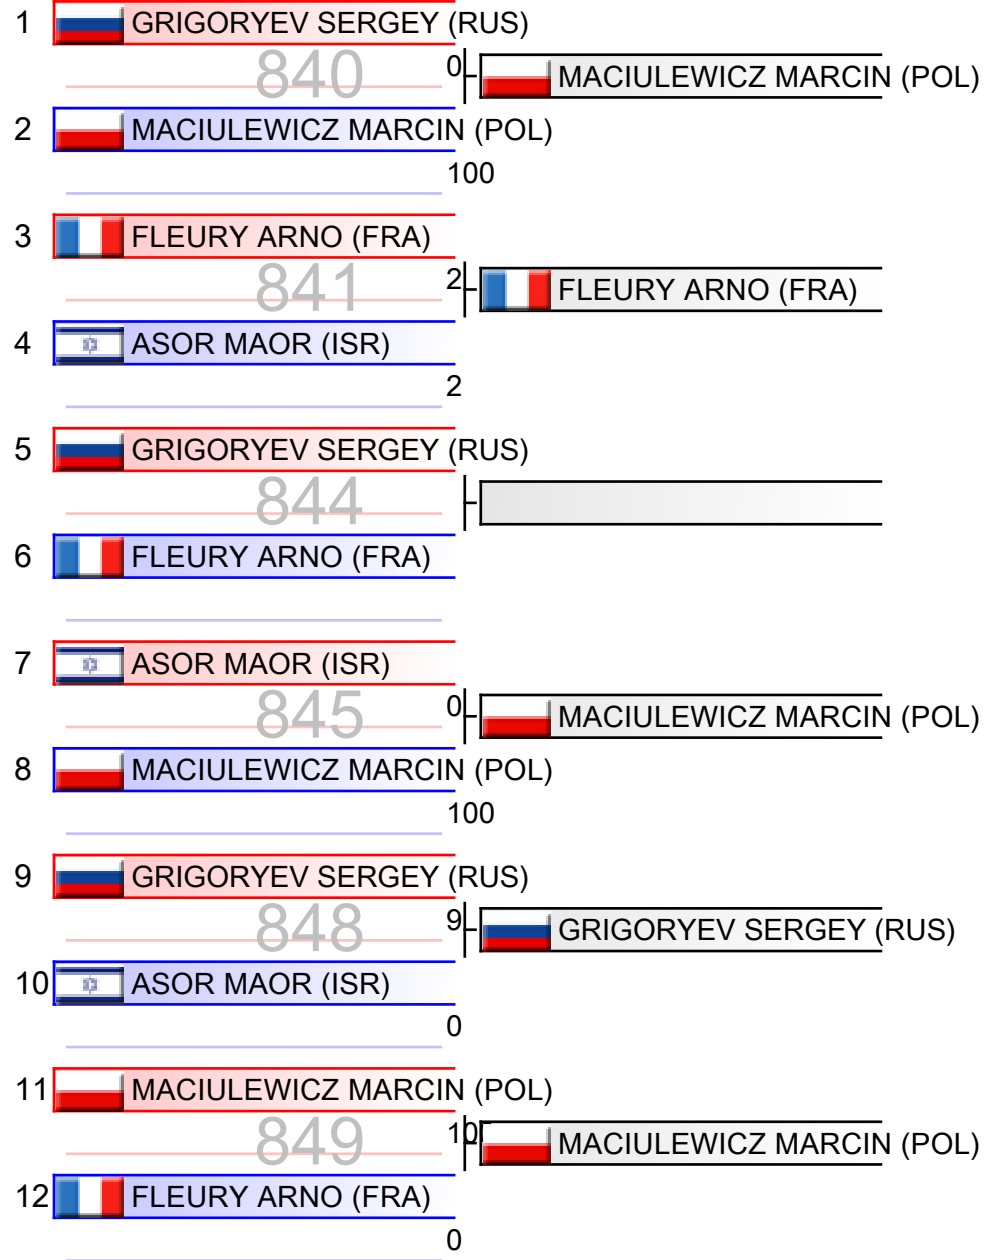 1 GRIGORYEV SERGEY (RUS)
840 0 MACIULEWICZ MARCIN (POL)
2 MACIULEWICZ MARCIN (POL)
100
3 FLEURY ARNO (FRA)
841 2 FLEURY ARNO (FRA)
4 ASOR MAOR (ISR)
2
5 GRIGORYEV SERGEY (RUS)
844
6 FLEURY ARNO (FRA)
7 ASOR MAOR (ISR)
845 0 MACIULEWICZ MARCIN (POL)
8 MACIULEWICZ MARCIN (POL)
100
9 GRIGORYEV SERGEY (RUS)
848 9 GRIGORYEV SERGEY (RUS)
10 ASOR MAOR (ISR)
0
11 MACIULEWICZ MARCIN (POL)
849 MACIULEWICZ MARCIN (POL)
12 FLEURY ARNO (FRA)
0